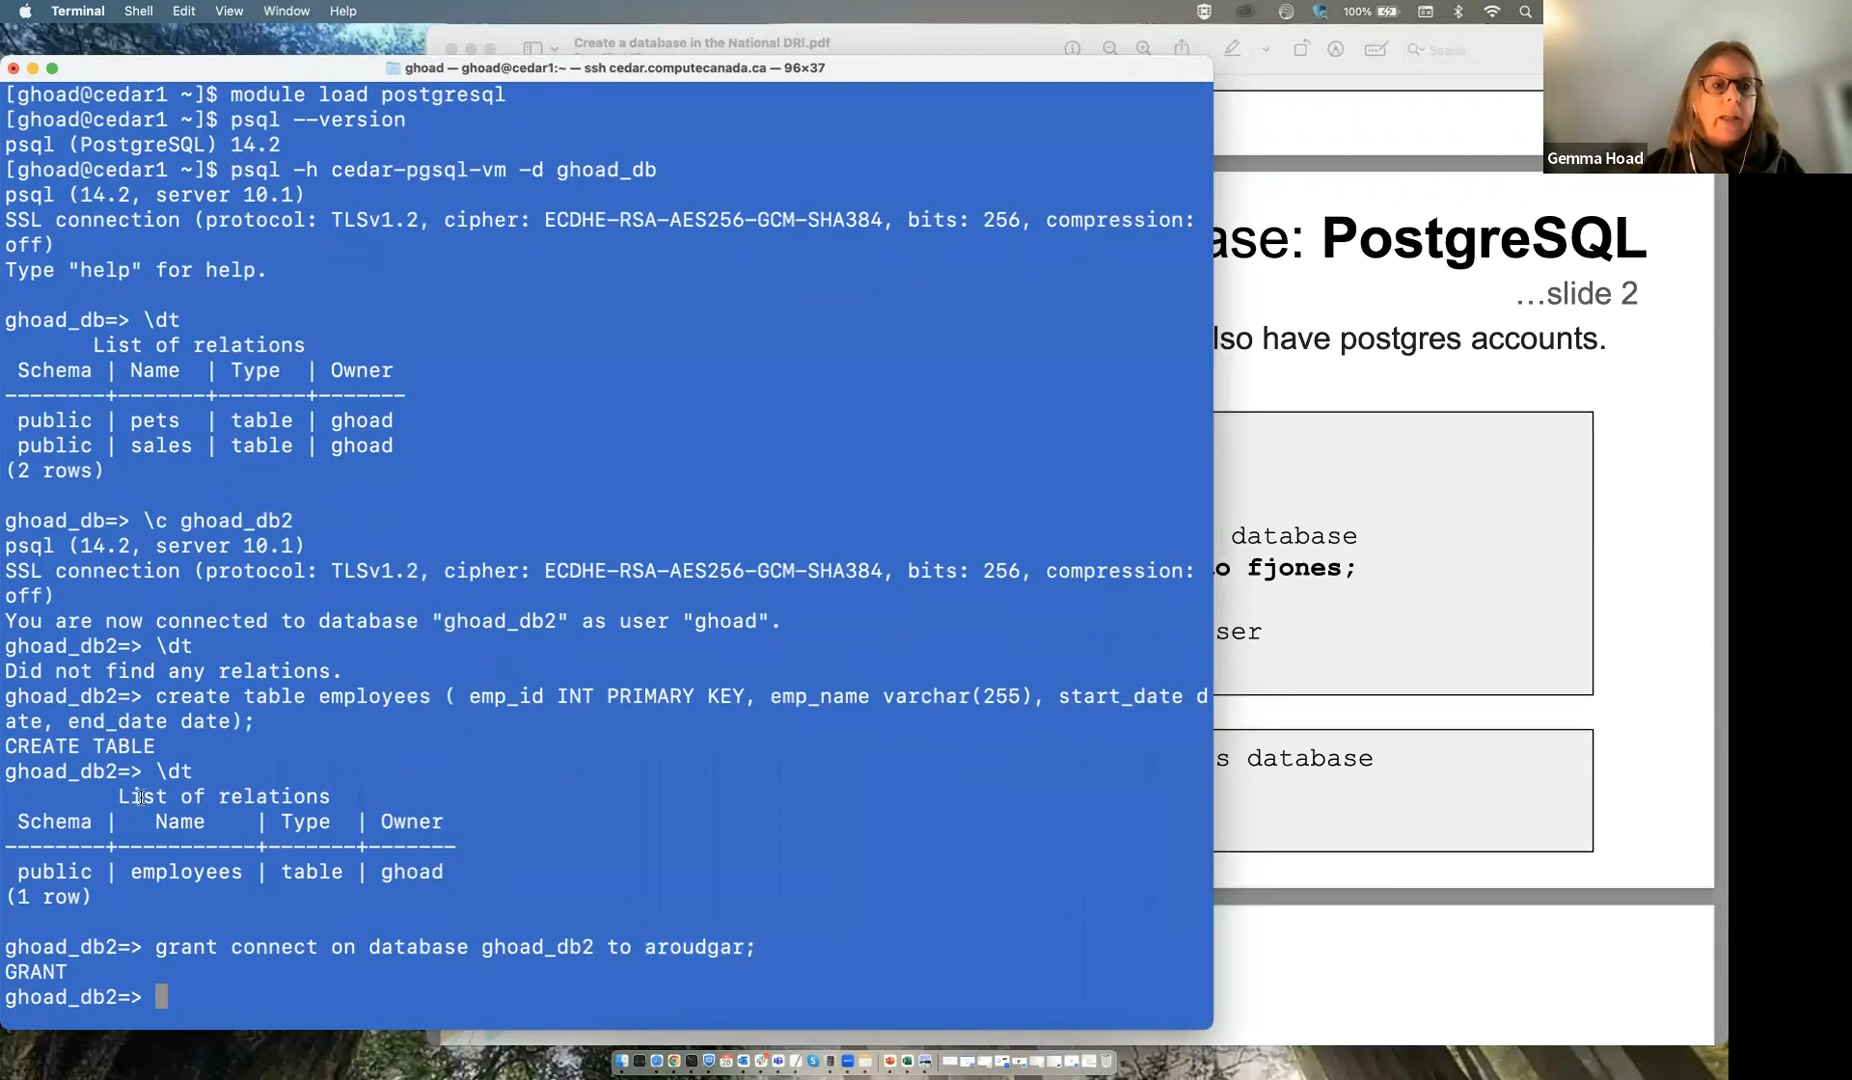 Terminal Shell Edit View Window Help
100%
Create a database in the National DRI.pdf
ghoad — ghoad@cedar1:~ — ssh cedar.computecanada.ca — 96×37
[ghoad@cedar1 ~]$ module load postgresql
[ghoad@cedar1 ~]$ psql --version
psql (PostgreSQL) 14.2
[ghoad@cedar1 ~]$ psql -h cedar-pgsql-vm -d ghoad_db
psql (14.2, server 10.1)
SSL connection (protocol: TLSv1.2, cipher: ECDHE-RSA-AES256-GCM-SHA384, bits: 256, compression:
off)
Type "help" for help.
ghoad_db=> \dt
List of relations
Schema | Name | Type | Owner
--------+-------+-------+-------
public | pets | table | ghoad
public | sales | table | ghoad
(2 rows)
ghoad_db=> \c ghoad_db2
psql (14.2, server 10.1)
SSL connection (protocol: TLSv1.2, cipher: ECDHE-RSA-AES256-GCM-SHA384, bits: 256, compression:
off)
You are now connected to database "ghoad_db2" as user "ghoad".
ghoad_db2=> \dt
Did not find any relations.
ghoad_db2=> create table employees ( emp_id INT PRIMARY KEY, emp_name varchar(255), start_date d
ate, end_date date);
CREATE TABLE
ghoad_db2=> \dt
List of relations
Schema | Name | Type | Owner
--------+-----------+-------+-------
public | employees | table | ghoad
(1 row)
ghoad_db2=> grant connect on database ghoad_db2 to aroudgar;
GRANT
ghoad_db2=>
Gemma Hoad
ase: PostgreSQL
...slide 2
lso have postgres accounts.
database
o fjones;
ser
s database